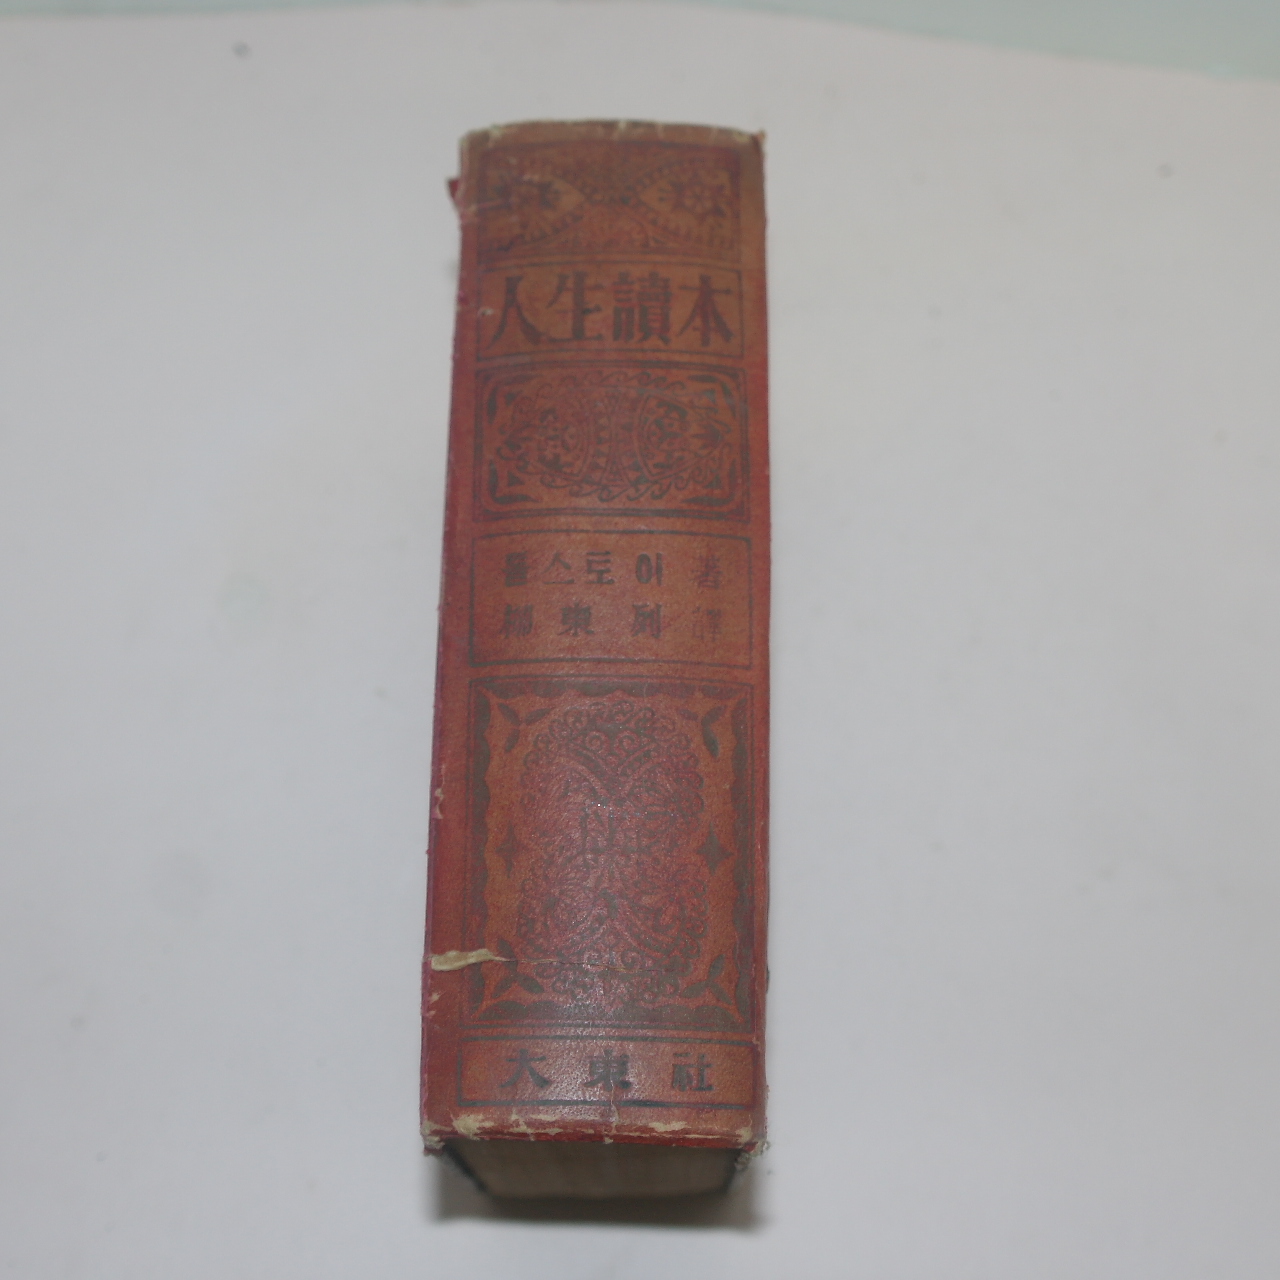 人生讀本
톨스토이 著
柳東烈 譯
大東社